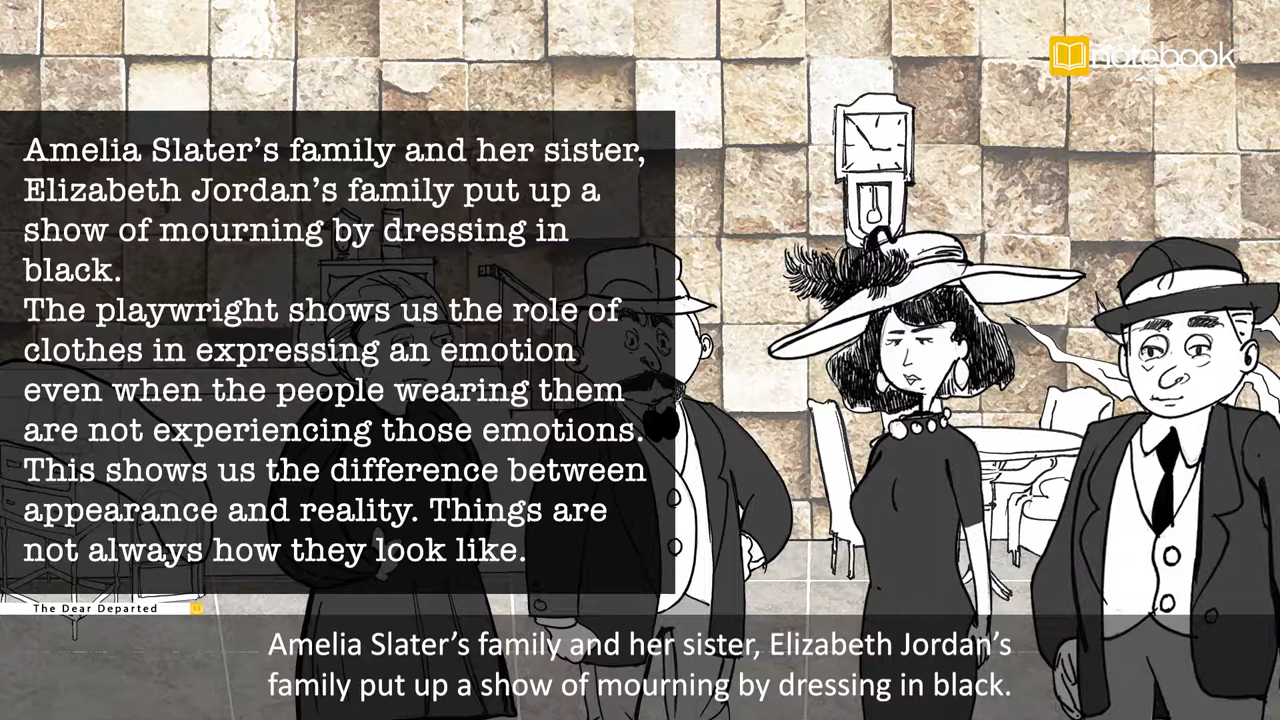 notebook
Amelia Slater's family and her sister,
Elizabeth Jordan's family put up a
show of mourning by dressing in
black.
The playwright shows us the role of
clothes in expressing an emotion
even when the people wearing them
are not experiencing those emotions.
This shows us the difference between
appearance and reality. Things are
not always how they look like.
The Dear Departed
Amelia Slater's family and her sister, Elizabeth Jordan's
family put up a show of mourning by dressing in black.